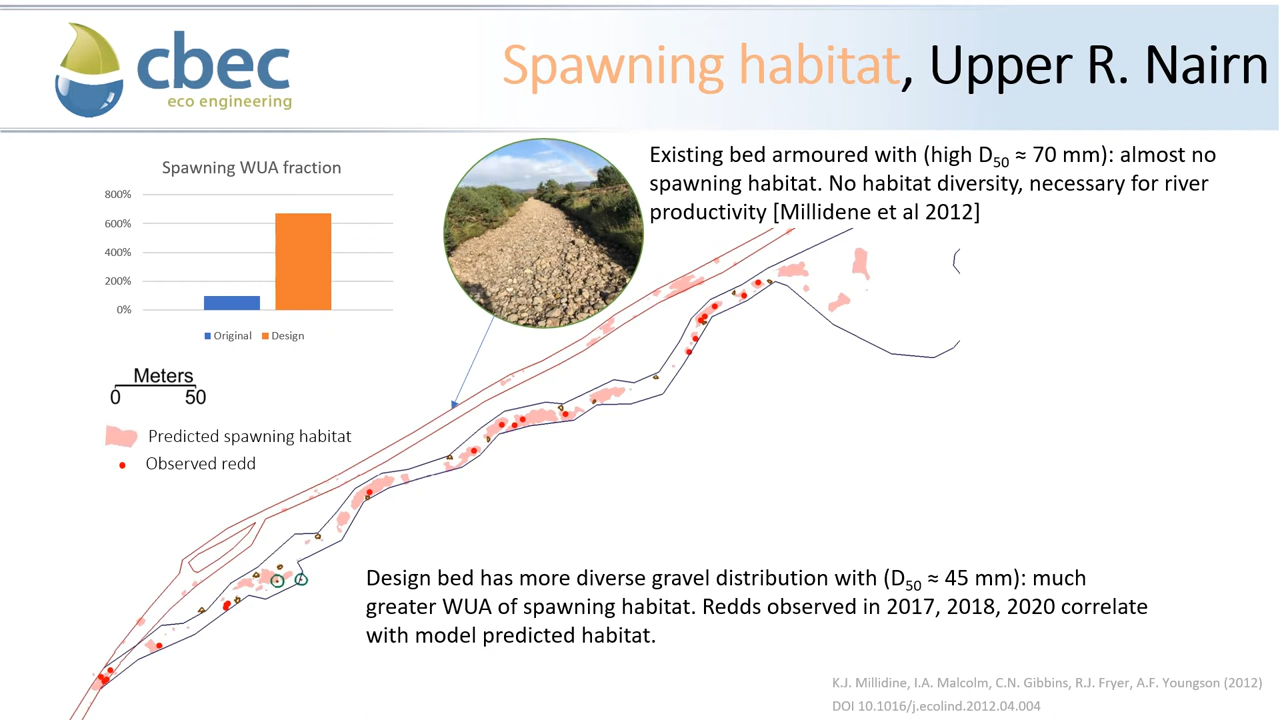 cbec
eco engineering
Spawning habitat, Upper R. Nairn
Spawning WUA fraction
800%
600%
400%
200%
0%
Original Design
Existing bed armoured with (high D50 ≈ 70 mm): almost no
spawning habitat. No habitat diversity, necessary for river
productivity [Millidene et al 2012]
Meters
0 50
Predicted spawning habitat
Observed redd
Design bed has more diverse gravel distribution with (D50 ≈ 45 mm): much
greater WUA of spawning habitat. Redds observed in 2017, 2018, 2020 correlate
with model predicted habitat.
K.J. Millidine, I.A. Malcolm, C.N. Gibbins, R.J. Fryer, A.F. Youngson (2012)
DOI 10.1016/j.ecolind.2012.04.004